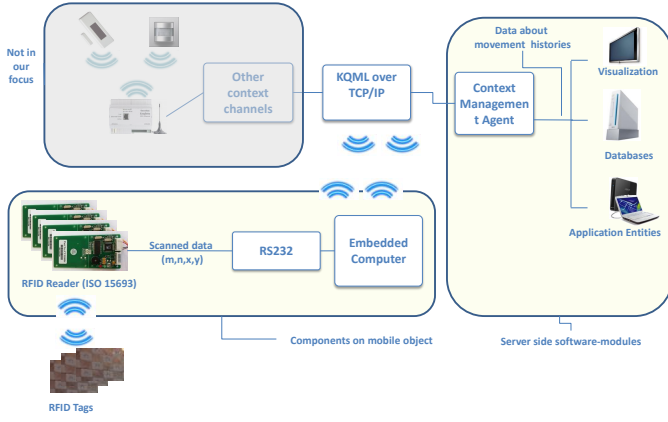 Not in
our
focus
Other
context
channels
KQML over
TCP/IP
Data about
movement histories
Context
Managemen
t Agent
Visualization
Databases
Application Entities
Scanned data
(m,n,x,y)
RS232
Embedded
Computer
RFID Reader (ISO 15693)
Components on mobile object
Server side software-modules
RFID Tags